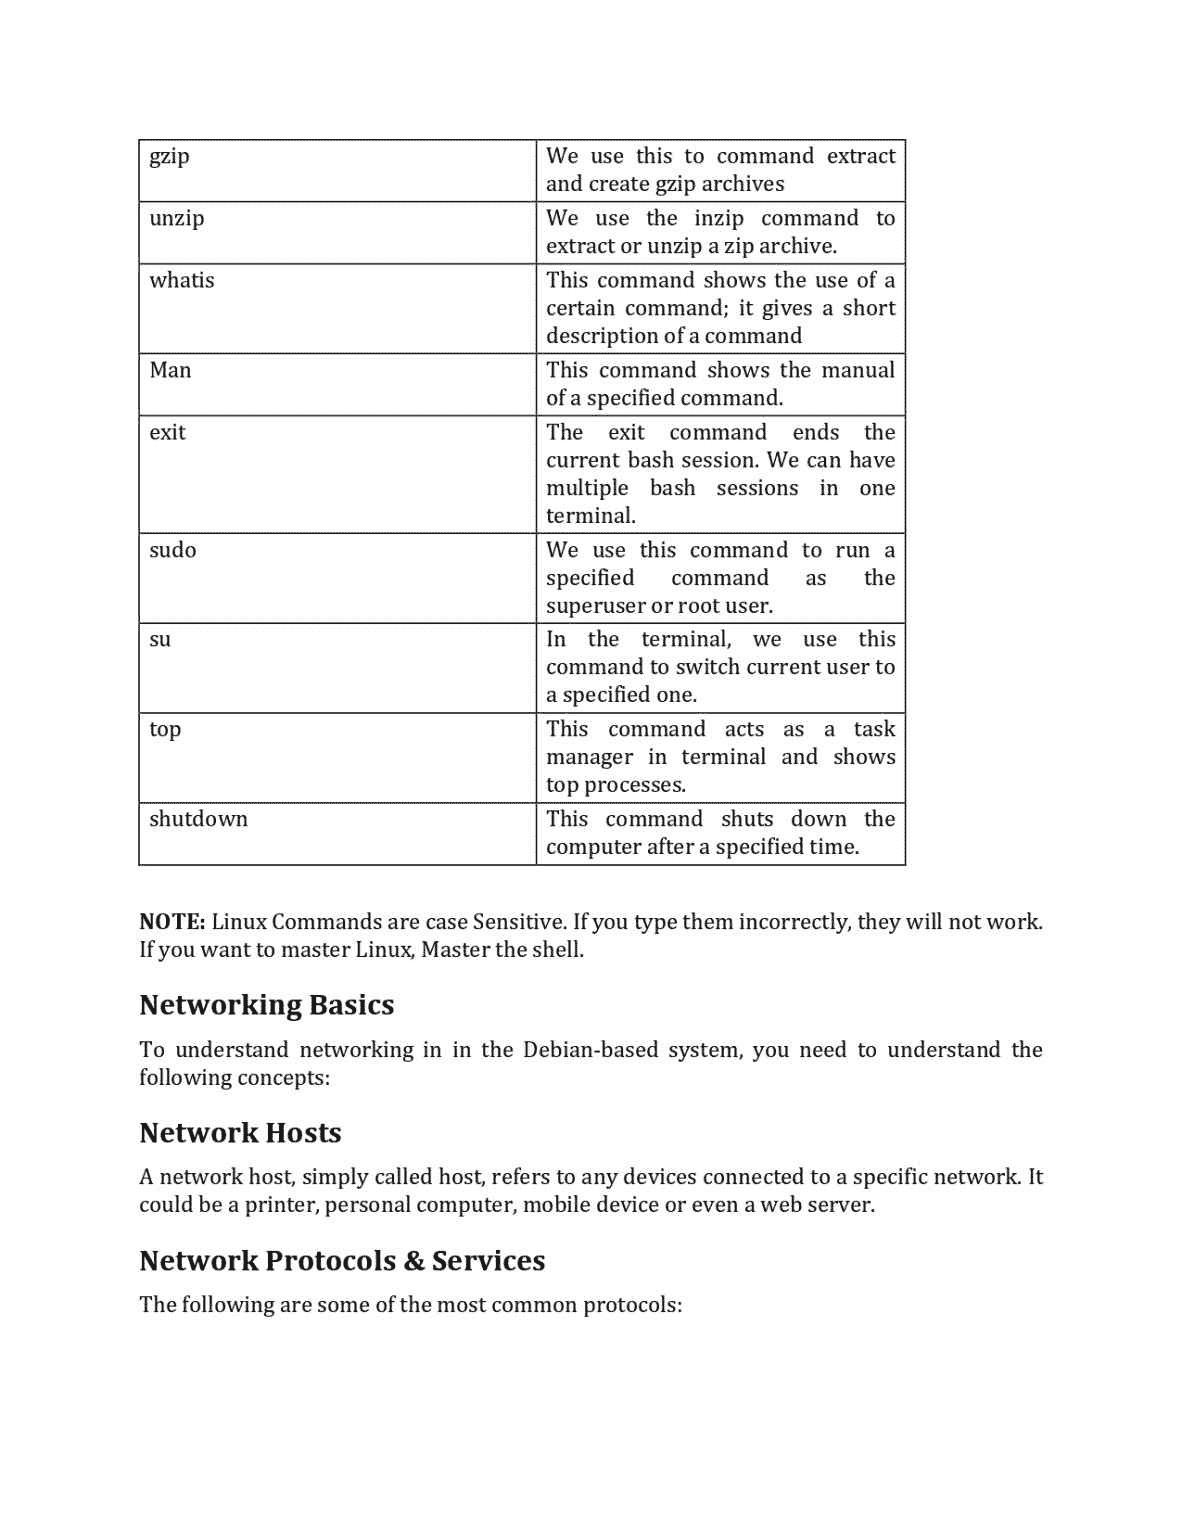 gzip
We use this to command extract
and create gzip archives
unzip
We use the inzip command to
extract or unzip a zip archive.
whatis
This command shows the use of a
certain command; it gives a short
description of a command
Man
This command shows the manual
of a specified command.
exit
The exit command ends the
current bash session. We can have
multiple bash sessions in one
terminal.
sudo
We use this command to run a
specified command as the
superuser or root user.
su
In the terminal, we use this
command to switch current user to
a specified one.
top
This command acts as a task
manager in terminal and shows
top processes.
shutdown
This command shuts down the
computer after a specified time.
NOTE: Linux Commands are case Sensitive. If you type them incorrectly, they will not work.
If you want to master Linux, Master the shell.
Networking Basics
To understand networking in in the Debian-based system, you need to understand the
following concepts:
Network Hosts
A network host, simply called host, refers to any devices connected to a specific network. It
could be a printer, personal computer, mobile device or even a web server.
Network Protocols & Services
The following are some of the most common protocols: